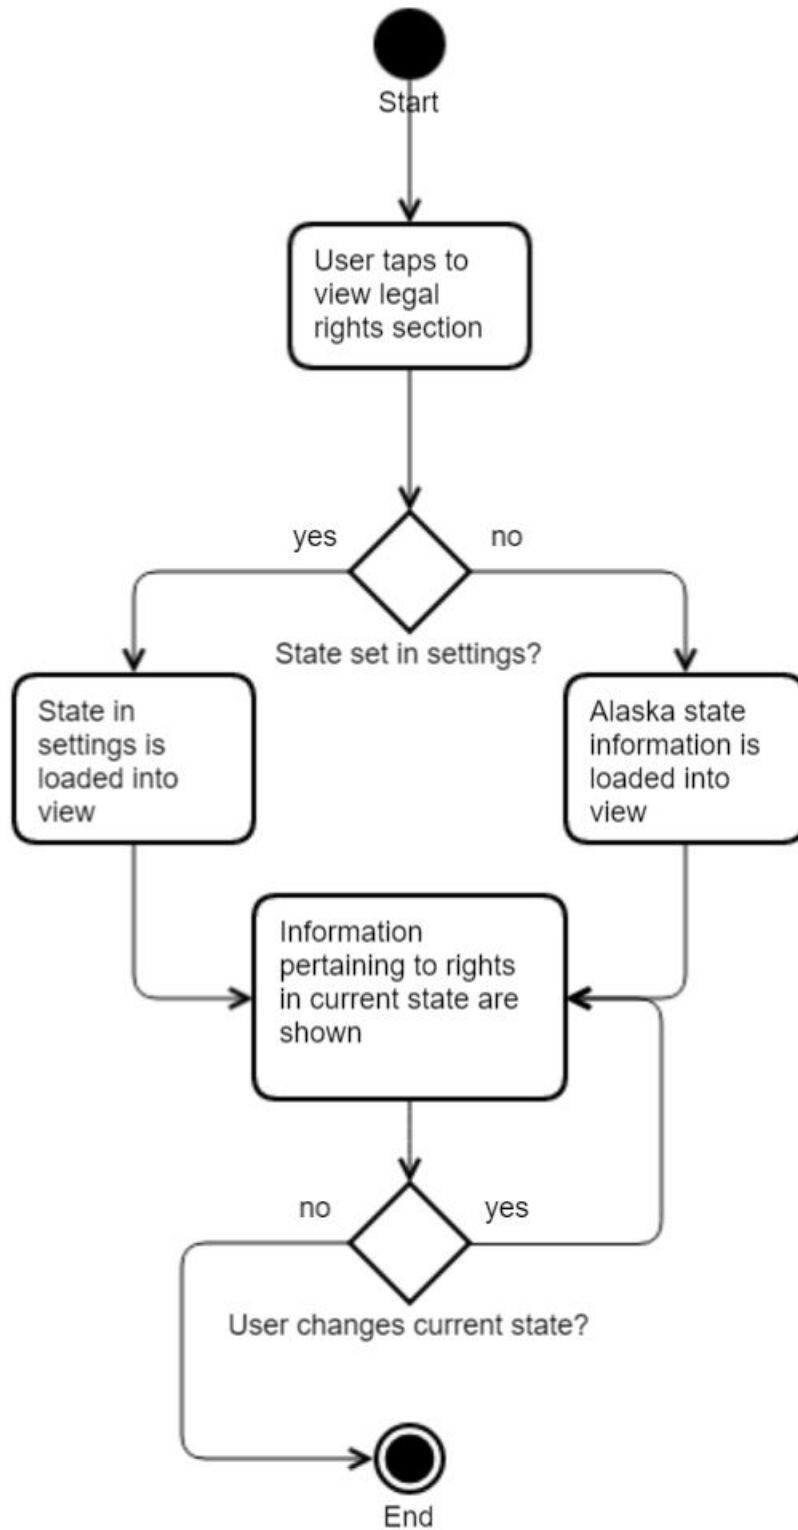 Start
User taps to
view legal
rights section
yes
no
State set in settings?
State in
settings is
loaded into
view
Alaska state
information is
loaded into
view
Information
pertaining to rights
in current state are
shown
no
yes
User changes current state?
End